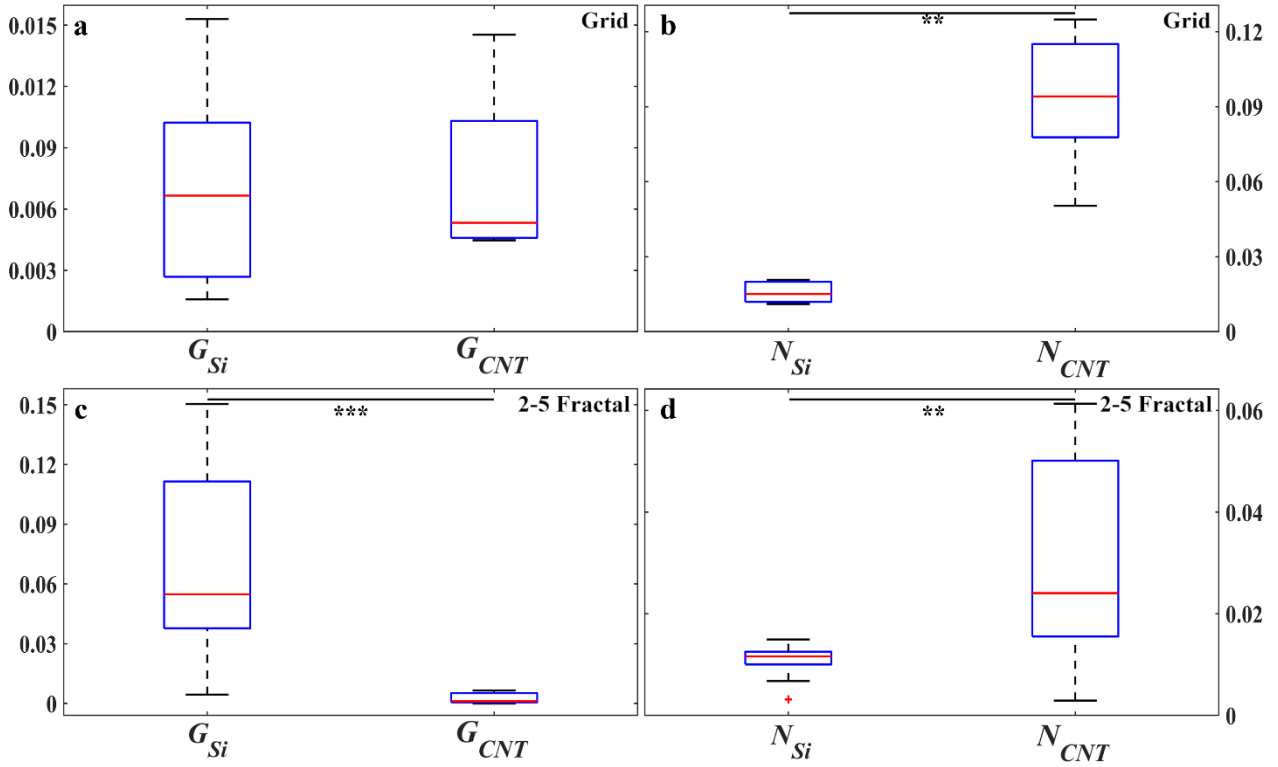 a Grid
0.015
0.012
0.09
0.006
0.003
0
G_Si G_CNT
b ** Grid
0.12
0.09
0.06
0.03
0
N_Si N_CNT
c *** 2-5 Fractal
0.15
0.12
0.09
0.06
0.03
0
G_Si G_CNT
d ** 2-5 Fractal
0.06
0.04
0.02
0
N_Si N_CNT